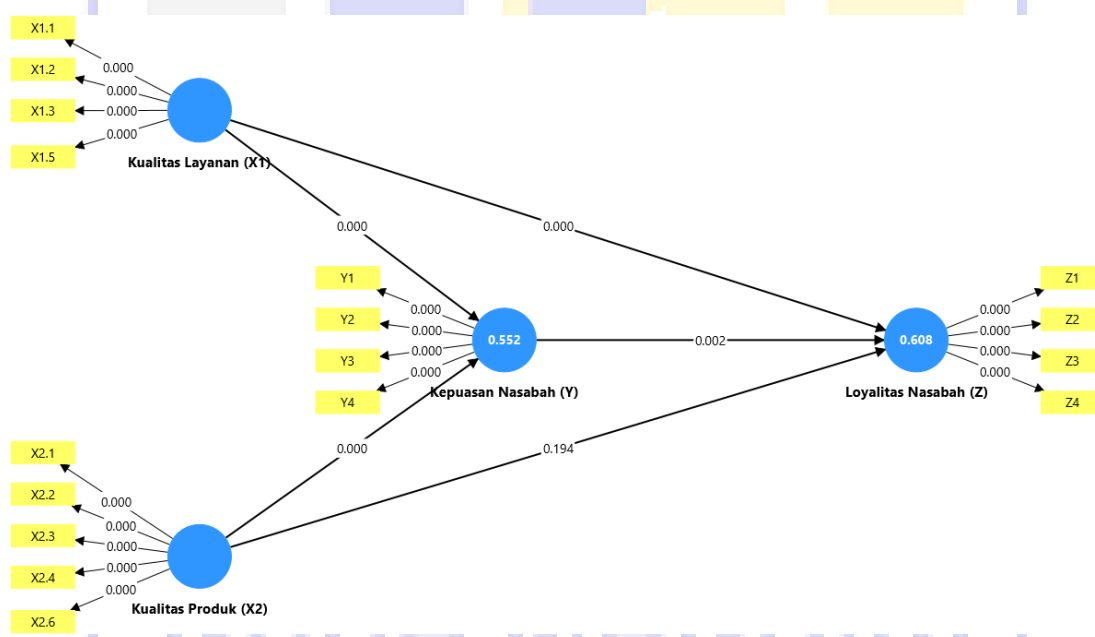 X1.1
0.000
X1.2
0.000
X1.3
0.000
X1.5
0.000
Kualitas Layanan (X1)
0.000
0.000
Y1
0.000
Y2
0.000
Y3
0.000
Y4
0.000
0.552
Kepuasan Nasabah (Y)
0.002
Z1
0.000
Z2
0.000
Z3
0.000
Z4
0.000
0.608
Loyalitas Nasabah (Z)
0.000
0.194
X2.1
0.000
X2.2
0.000
X2.3
0.000
X2.4
0.000
X2.6
0.000
Kualitas Produk (X2)